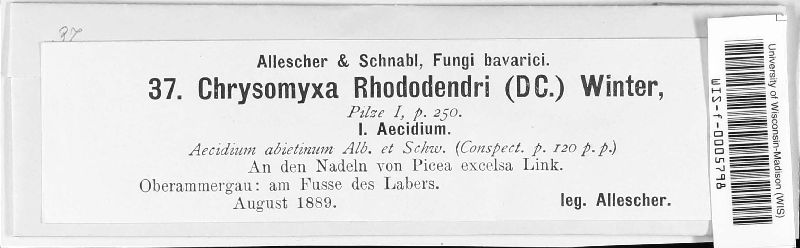 37
Allescher & Schnabl, Fungi bavarici.
37. Chrysomyxa Rhododendri (DC.) Winter,
Pilze I, p. 250.
I. Aecidium.
Aecidium abietinum Alb. et Schw. (Conspect. p. 120 p. p.)
An den Nadeln von Picea excelsa Link.
Oberammergau: am Fusse des Labers.
August 1889. leg. Allescher.
University of Wisconsin-Madison (WIS)
WIS-f-0005798